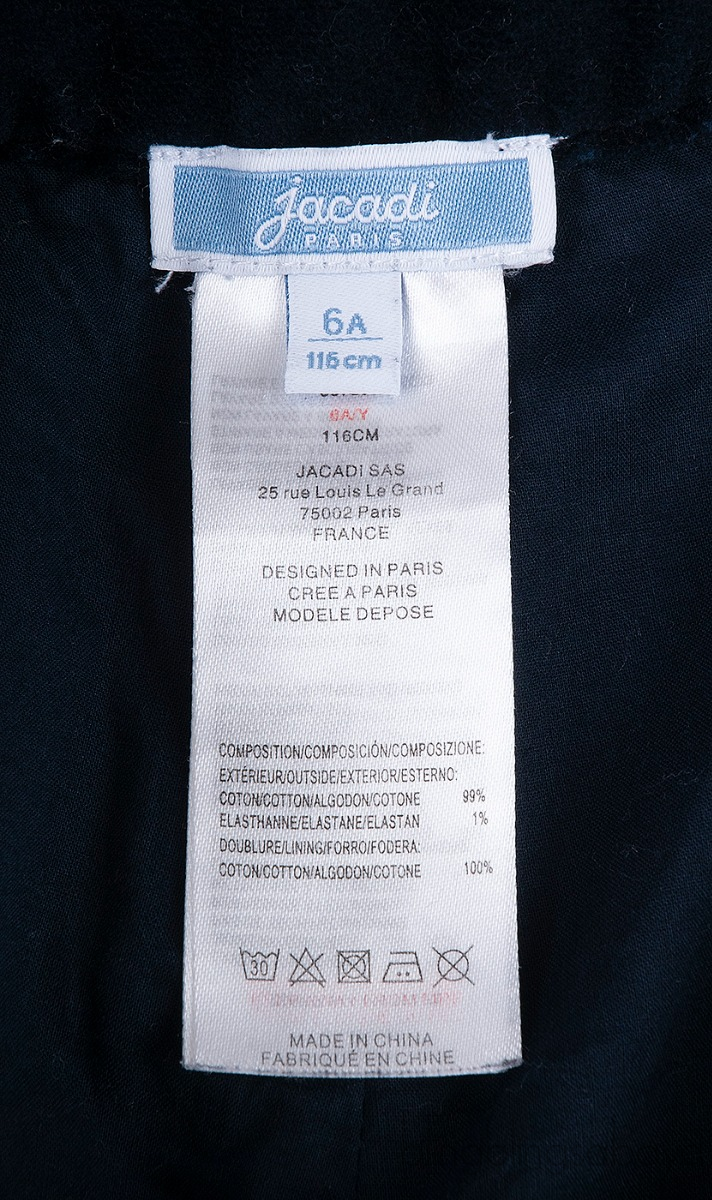 jacadi
PARIS
6A
116cm
6A/Y
116CM
JACADI SAS
25 rue Louis Le Grand
75002 Paris
FRANCE
DESIGNED IN PARIS
CREE A PARIS
MODELE DEPOSE
COMPOSITION/COMPOSICIÓN/COMPOSIZIONE:
EXTÉRIEUR/OUTSIDE/EXTERIOR/ESTERNO:
COTON/COTTON/ALGODON/COTONE 99%
ELASTHANNE/ELASTANE/ELASTAN 1%
DOUBLURE/LINING/FORRO/FODERA:
COTON/COTTON/ALGODON/COTONE 100%
30
MADE IN CHINA
FABRIQUÉ EN CHINE